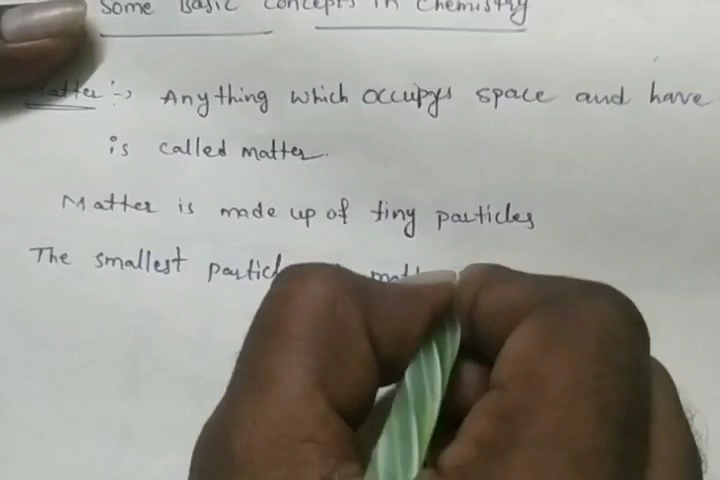 Some Basic Concepts in Chemistry
Matter :-> Anything which occupys space and have
is called matter.
Matter is made up of tiny particles
The smallest